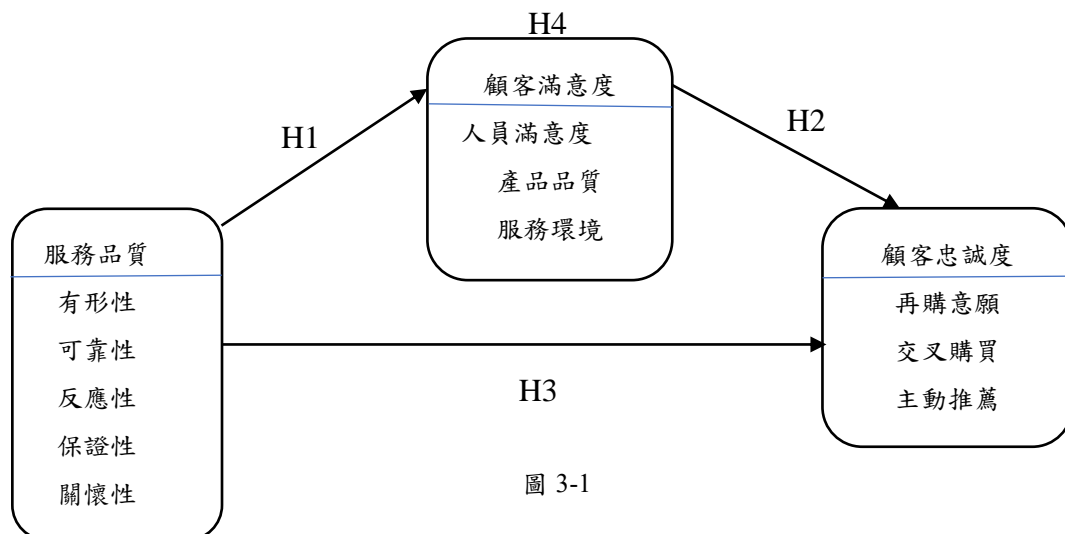 H4
顧客滿意度
人員滿意度
產品品質
服務環境
H1
H2
服務品質
有形性
可靠性
反應性
保證性
關懷性
H3
顧客忠誠度
再購意願
交叉購買
主動推薦
圖 3-1